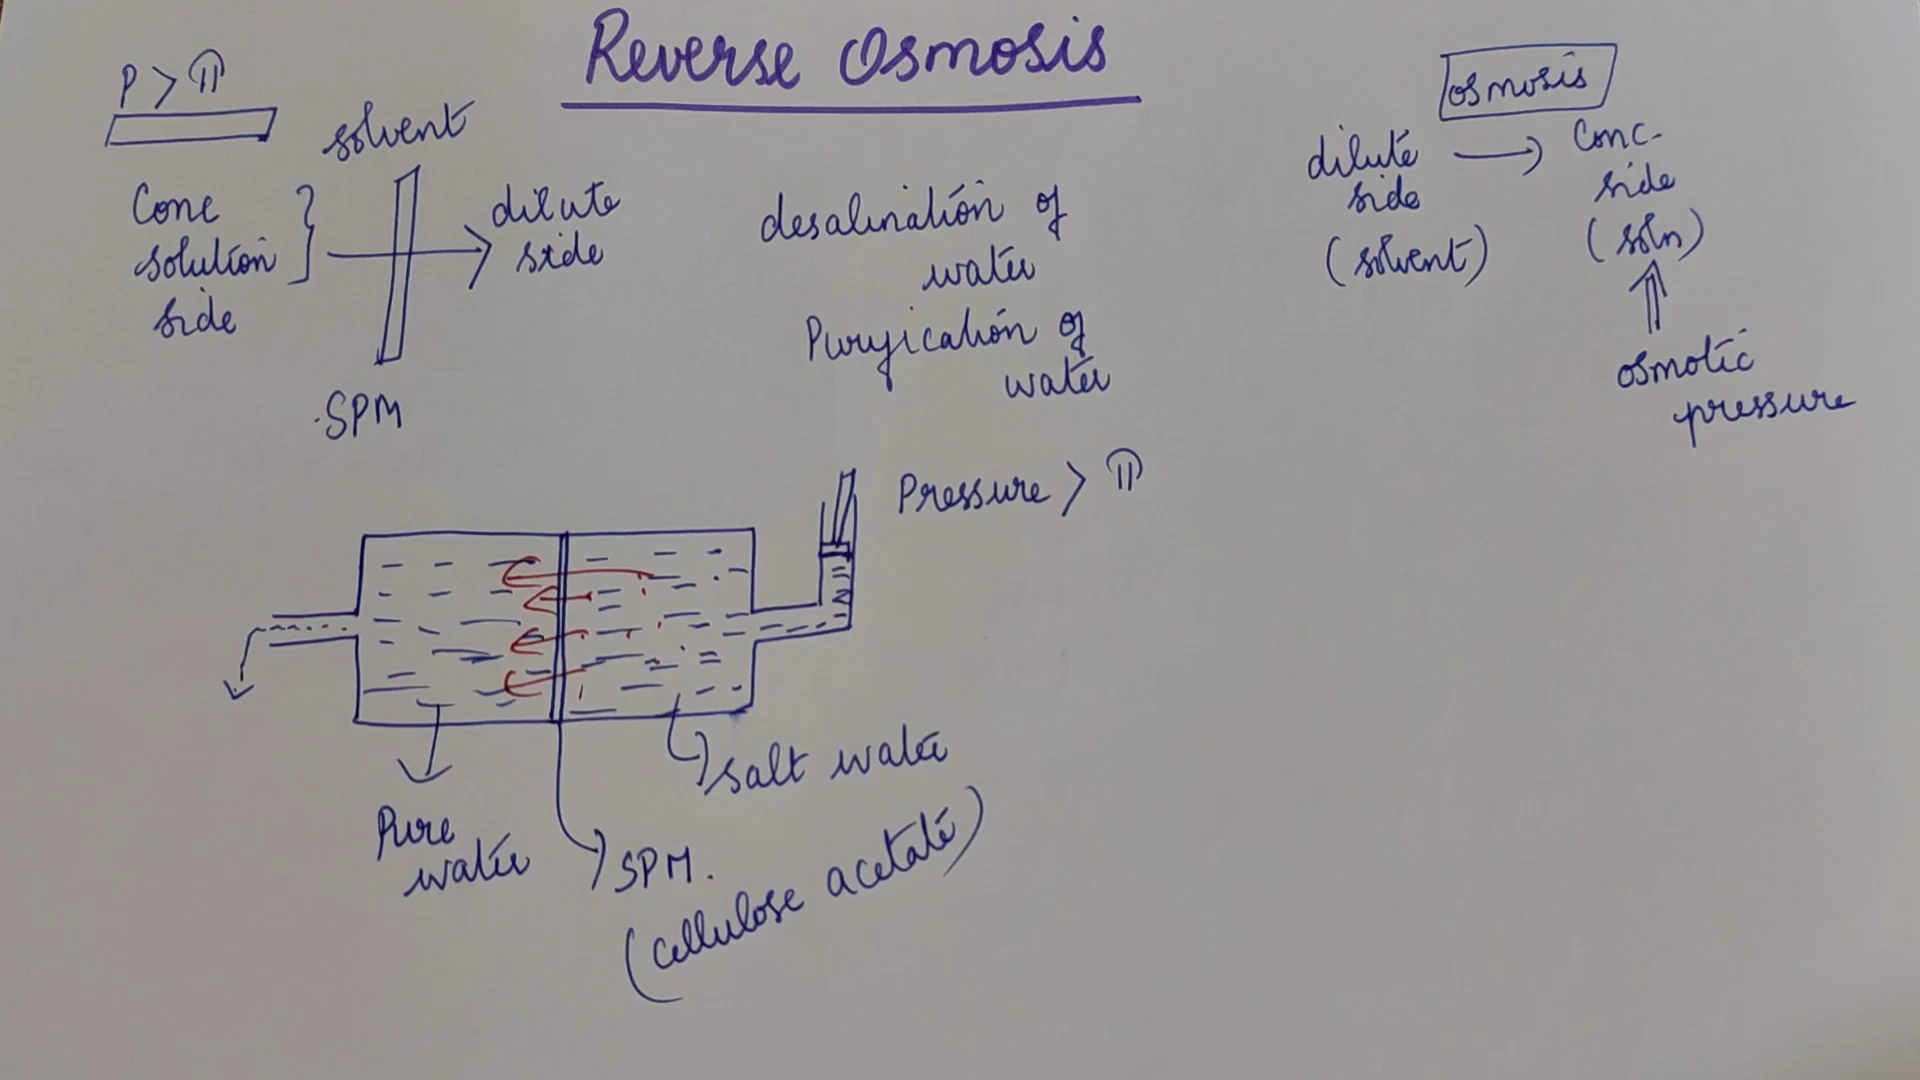 Reverse Osmosis
P > π
solvent
Conc
solution
side
dilute
side
SPM
desalination of
water
Purification of
water
osmosis
dilute → Conc-
side side
(solvent) (soln)
osmotic
pressure
Pressure > π
Salt water
Pure
water
SPM.
(cellulose acetate)